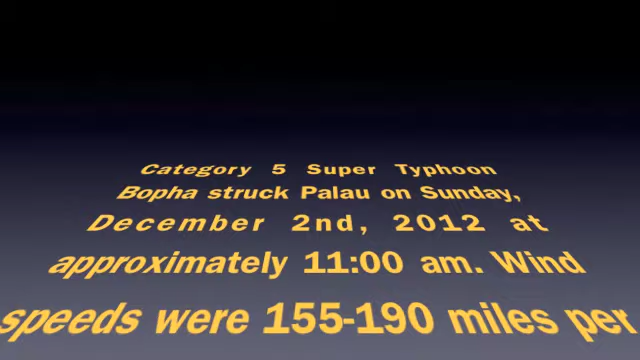 Category 5 Super Typhoon
Bopha struck Palau on Sunday,
December 2nd, 2012 at
approximately 11:00 am. Wind
speeds were 155-190 miles per